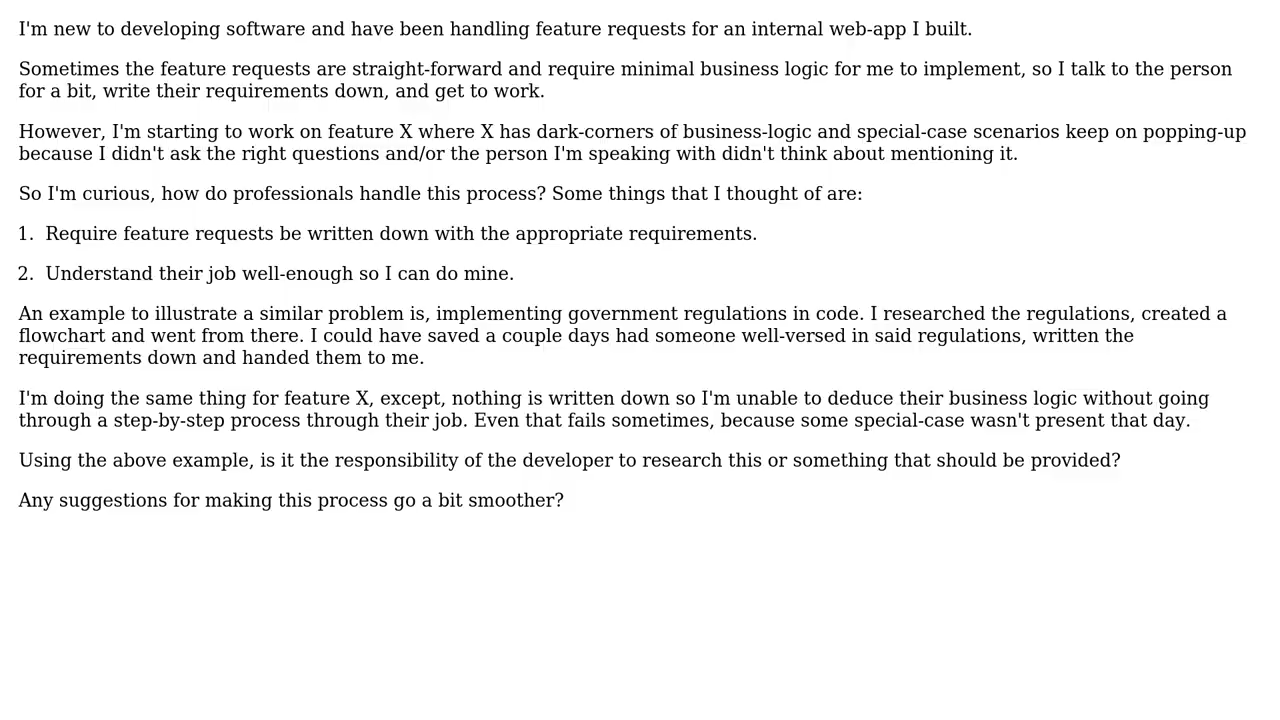 I'm new to developing software and have been handling feature requests for an internal web-app I built.
Sometimes the feature requests are straight-forward and require minimal business logic for me to implement, so I talk to the person
for a bit, write their requirements down, and get to work.
However, I'm starting to work on feature X where X has dark-corners of business-logic and special-case scenarios keep on popping-up
because I didn't ask the right questions and/or the person I'm speaking with didn't think about mentioning it.
So I'm curious, how do professionals handle this process? Some things that I thought of are:
1. Require feature requests be written down with the appropriate requirements.
2. Understand their job well-enough so I can do mine.
An example to illustrate a similar problem is, implementing government regulations in code. I researched the regulations, created a
flowchart and went from there. I could have saved a couple days had someone well-versed in said regulations, written the
requirements down and handed them to me.
I'm doing the same thing for feature X, except, nothing is written down so I'm unable to deduce their business logic without going
through a step-by-step process through their job. Even that fails sometimes, because some special-case wasn't present that day.
Using the above example, is it the responsibility of the developer to research this or something that should be provided?
Any suggestions for making this process go a bit smoother?